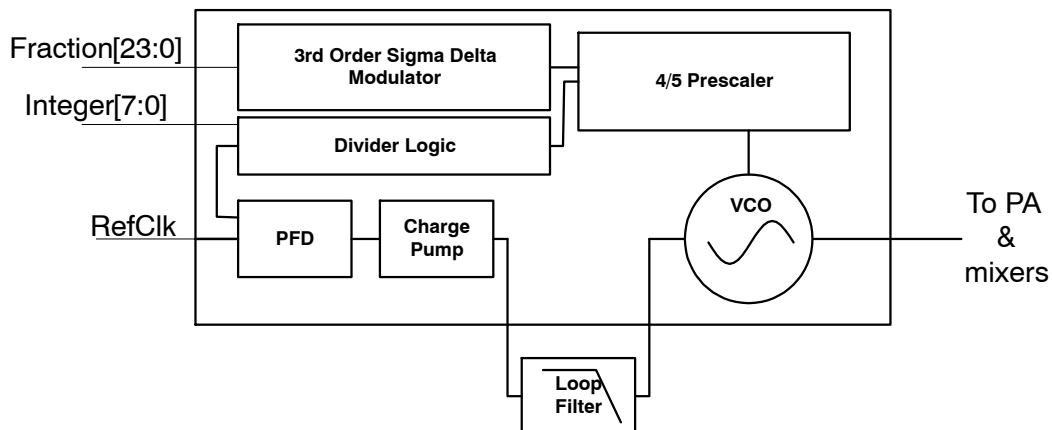 Fraction[23:0]
3rd Order Sigma Delta
Modulator
4/5 Prescaler
Integer[7:0]
Divider Logic
RefClk
PFD
Charge
Pump
VCO
To PA
&
mixers
Loop
Filter